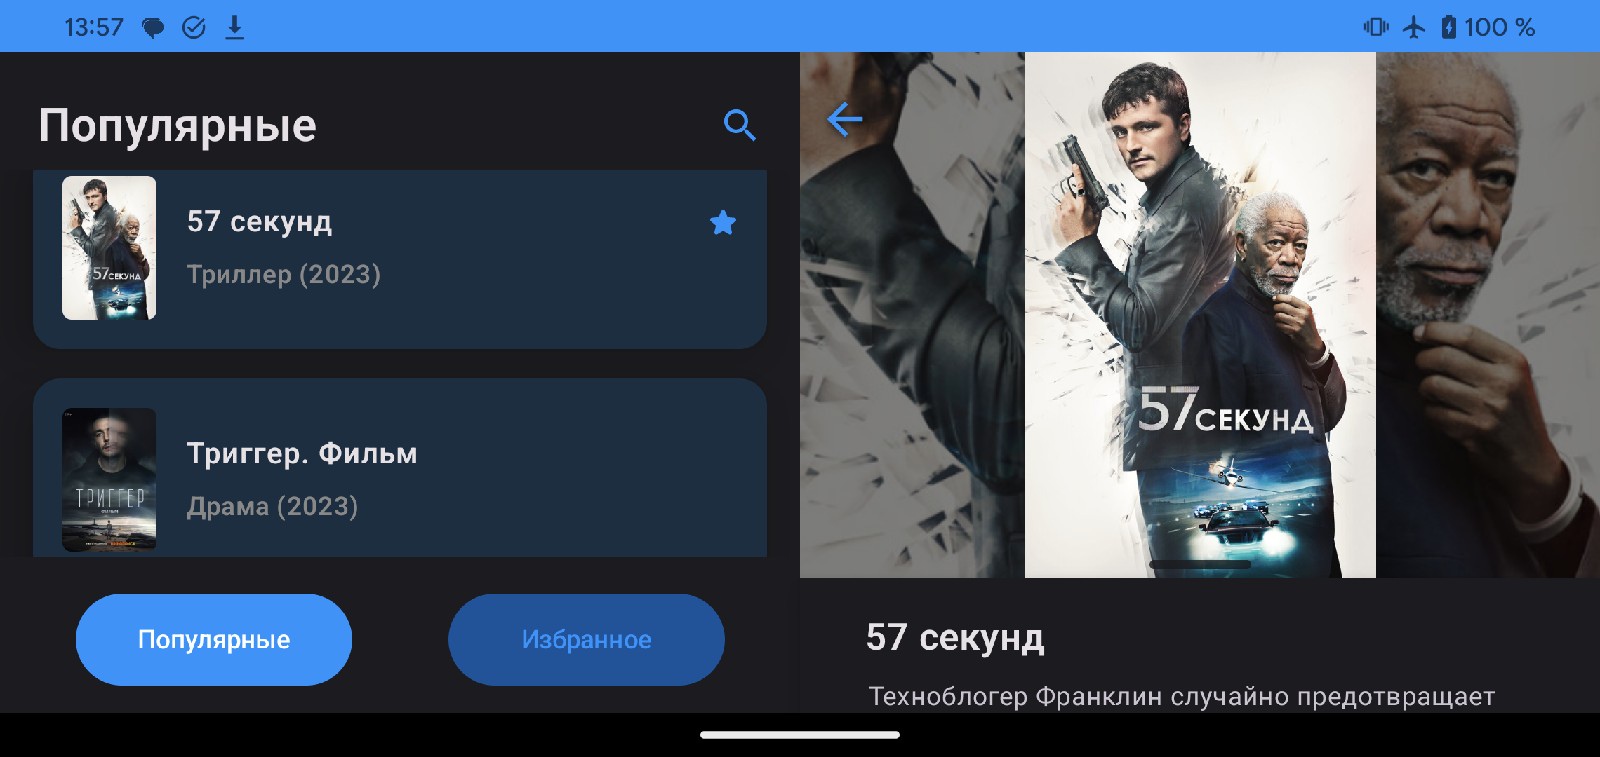 13:57
100 %
Популярные
57 секунд
Триллер (2023)
57СЕКУНД
Триггер. Фильм
Драма (2023)
ТРИГГЕР
Популярные
Избранное
57СЕКУНД
57 секунд
Техноблогер Франклин случайно предотвращает